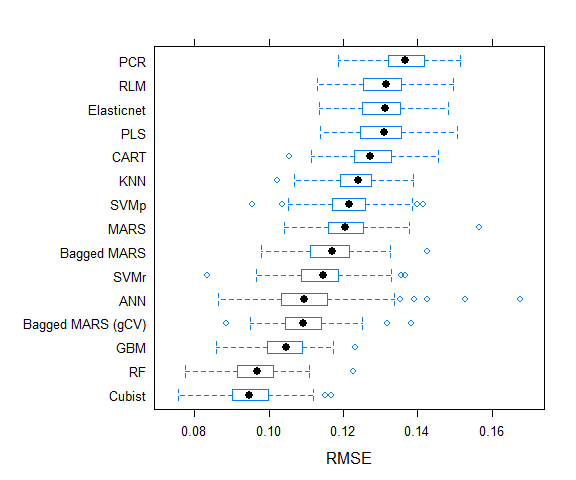 PCR
RLM
Elasticnet
PLS
CART
KNN
SVMp
MARS
Bagged MARS
SVMr
ANN
Bagged MARS (gCV)
GBM
RF
Cubist
0.08 0.10 0.12 0.14 0.16
RMSE